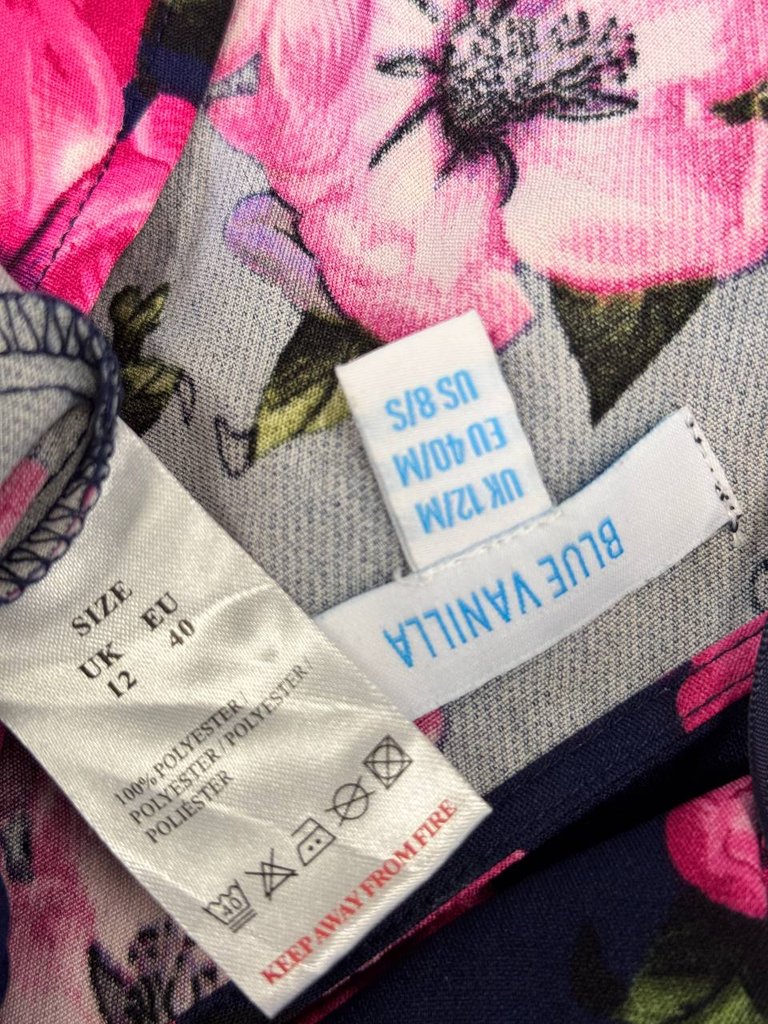 BLUE VANILLA
UK 12/M
EU 40/M
US 8/S
SIZE
UK EU
12 40
100% POLYESTER/
POLYESTER/POLYESTER/
POLIÉSTER
40
KEEP AWAY FROM FIRE